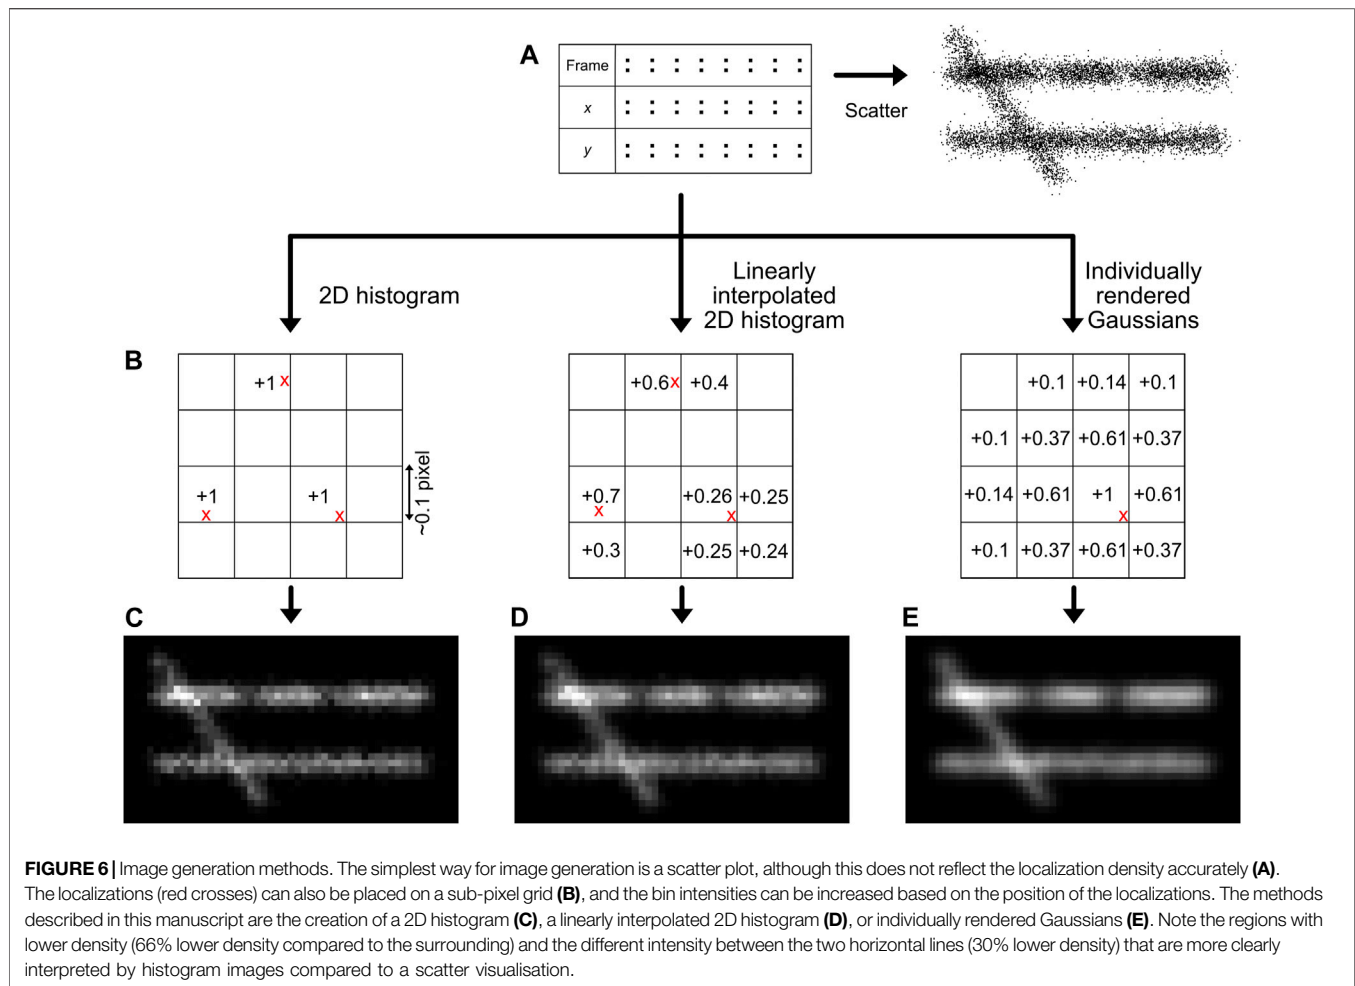 A
Frame : : : : : : : :
x : : : : : : : :
y : : : : : : : :
Scatter
2D histogram
Linearly
interpolated
2D histogram
Individually
rendered
Gaussians
B
+1 x
+1
x
+1
x
~0.1 pixel
+0.6 x +0.4
+0.7
x
+0.26 +0.25
x
+0.3 +0.25 +0.24
+0.1 +0.14 +0.1
+0.1 +0.37 +0.61 +0.37
+0.14 +0.61 +1 +0.61
x
+0.1 +0.37 +0.61 +0.37
C
D
E
FIGURE 6 | Image generation methods. The simplest way for image generation is a scatter plot, although this does not reflect the localization density accurately (A).
The localizations (red crosses) can also be placed on a sub-pixel grid (B), and the bin intensities can be increased based on the position of the localizations. The methods
described in this manuscript are the creation of a 2D histogram (C), a linearly interpolated 2D histogram (D), or individually rendered Gaussians (E). Note the regions with
lower density (66% lower density compared to the surrounding) and the different intensity between the two horizontal lines (30% lower density) that are more clearly
interpreted by histogram images compared to a scatter visualisation.